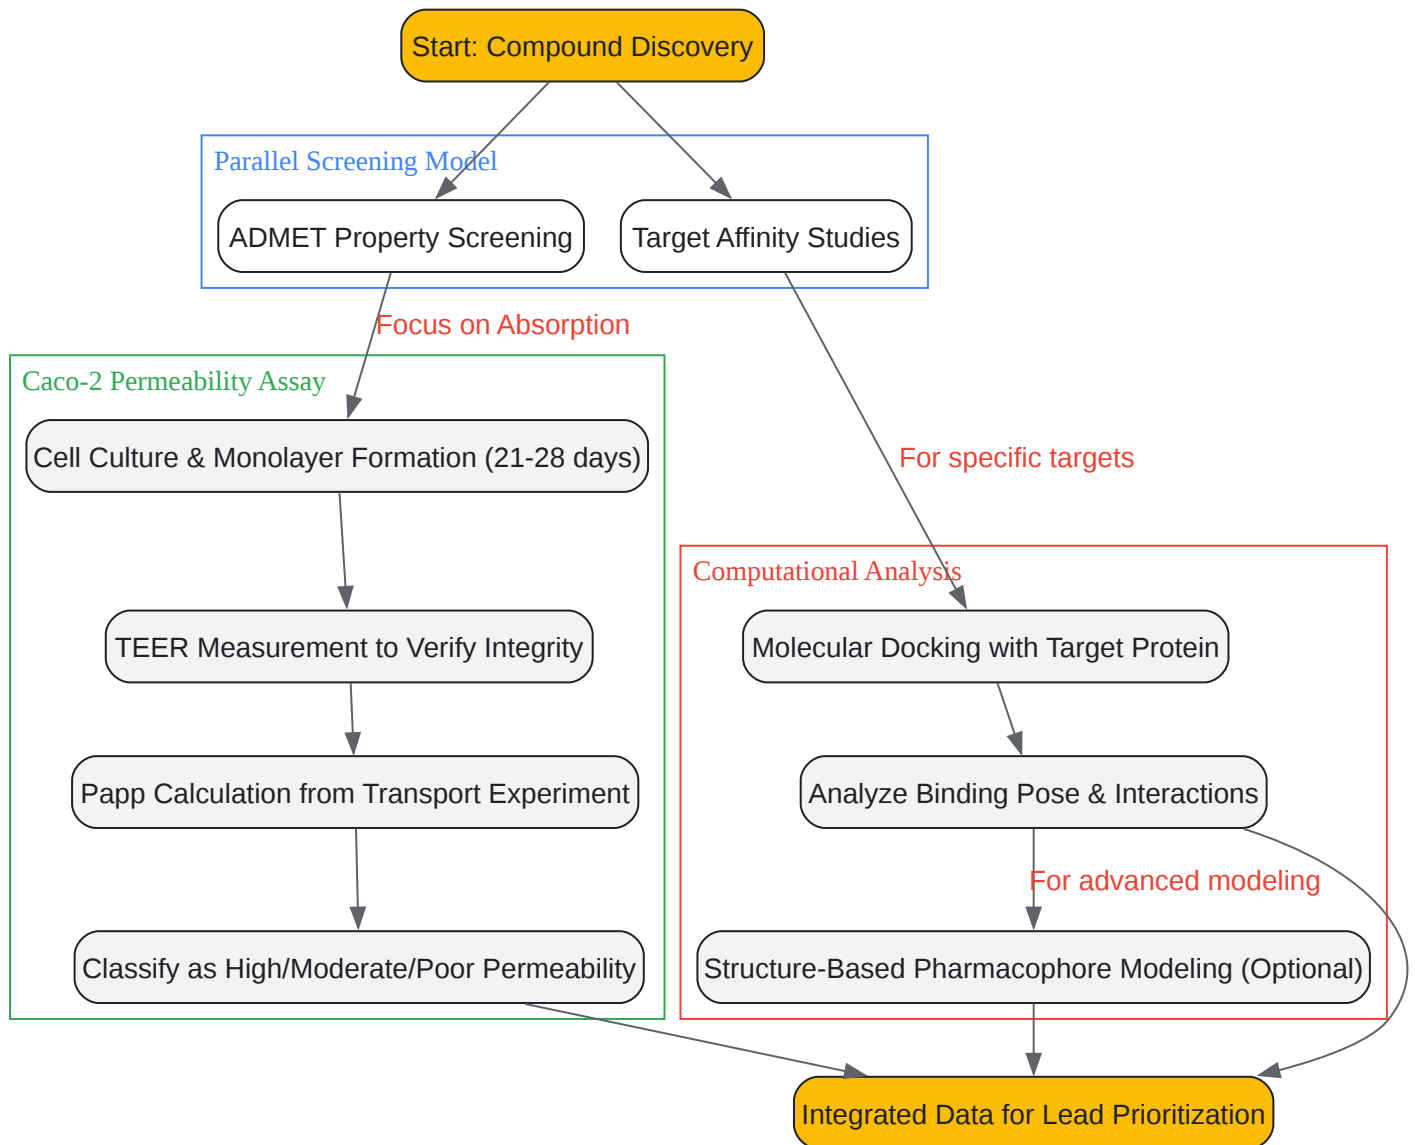 Start: Compound Discovery
Parallel Screening Model
ADMET Property Screening
Target Affinity Studies
Focus on Absorption
Caco-2 Permeability Assay
Cell Culture & Monolayer Formation (21-28 days)
For specific targets
Computational Analysis
TEER Measurement to Verify Integrity
Molecular Docking with Target Protein
Papp Calculation from Transport Experiment
Analyze Binding Pose & Interactions
For advanced modeling
Classify as High/Moderate/Poor Permeability
Structure-Based Pharmacophore Modeling (Optional)
Integrated Data for Lead Prioritization